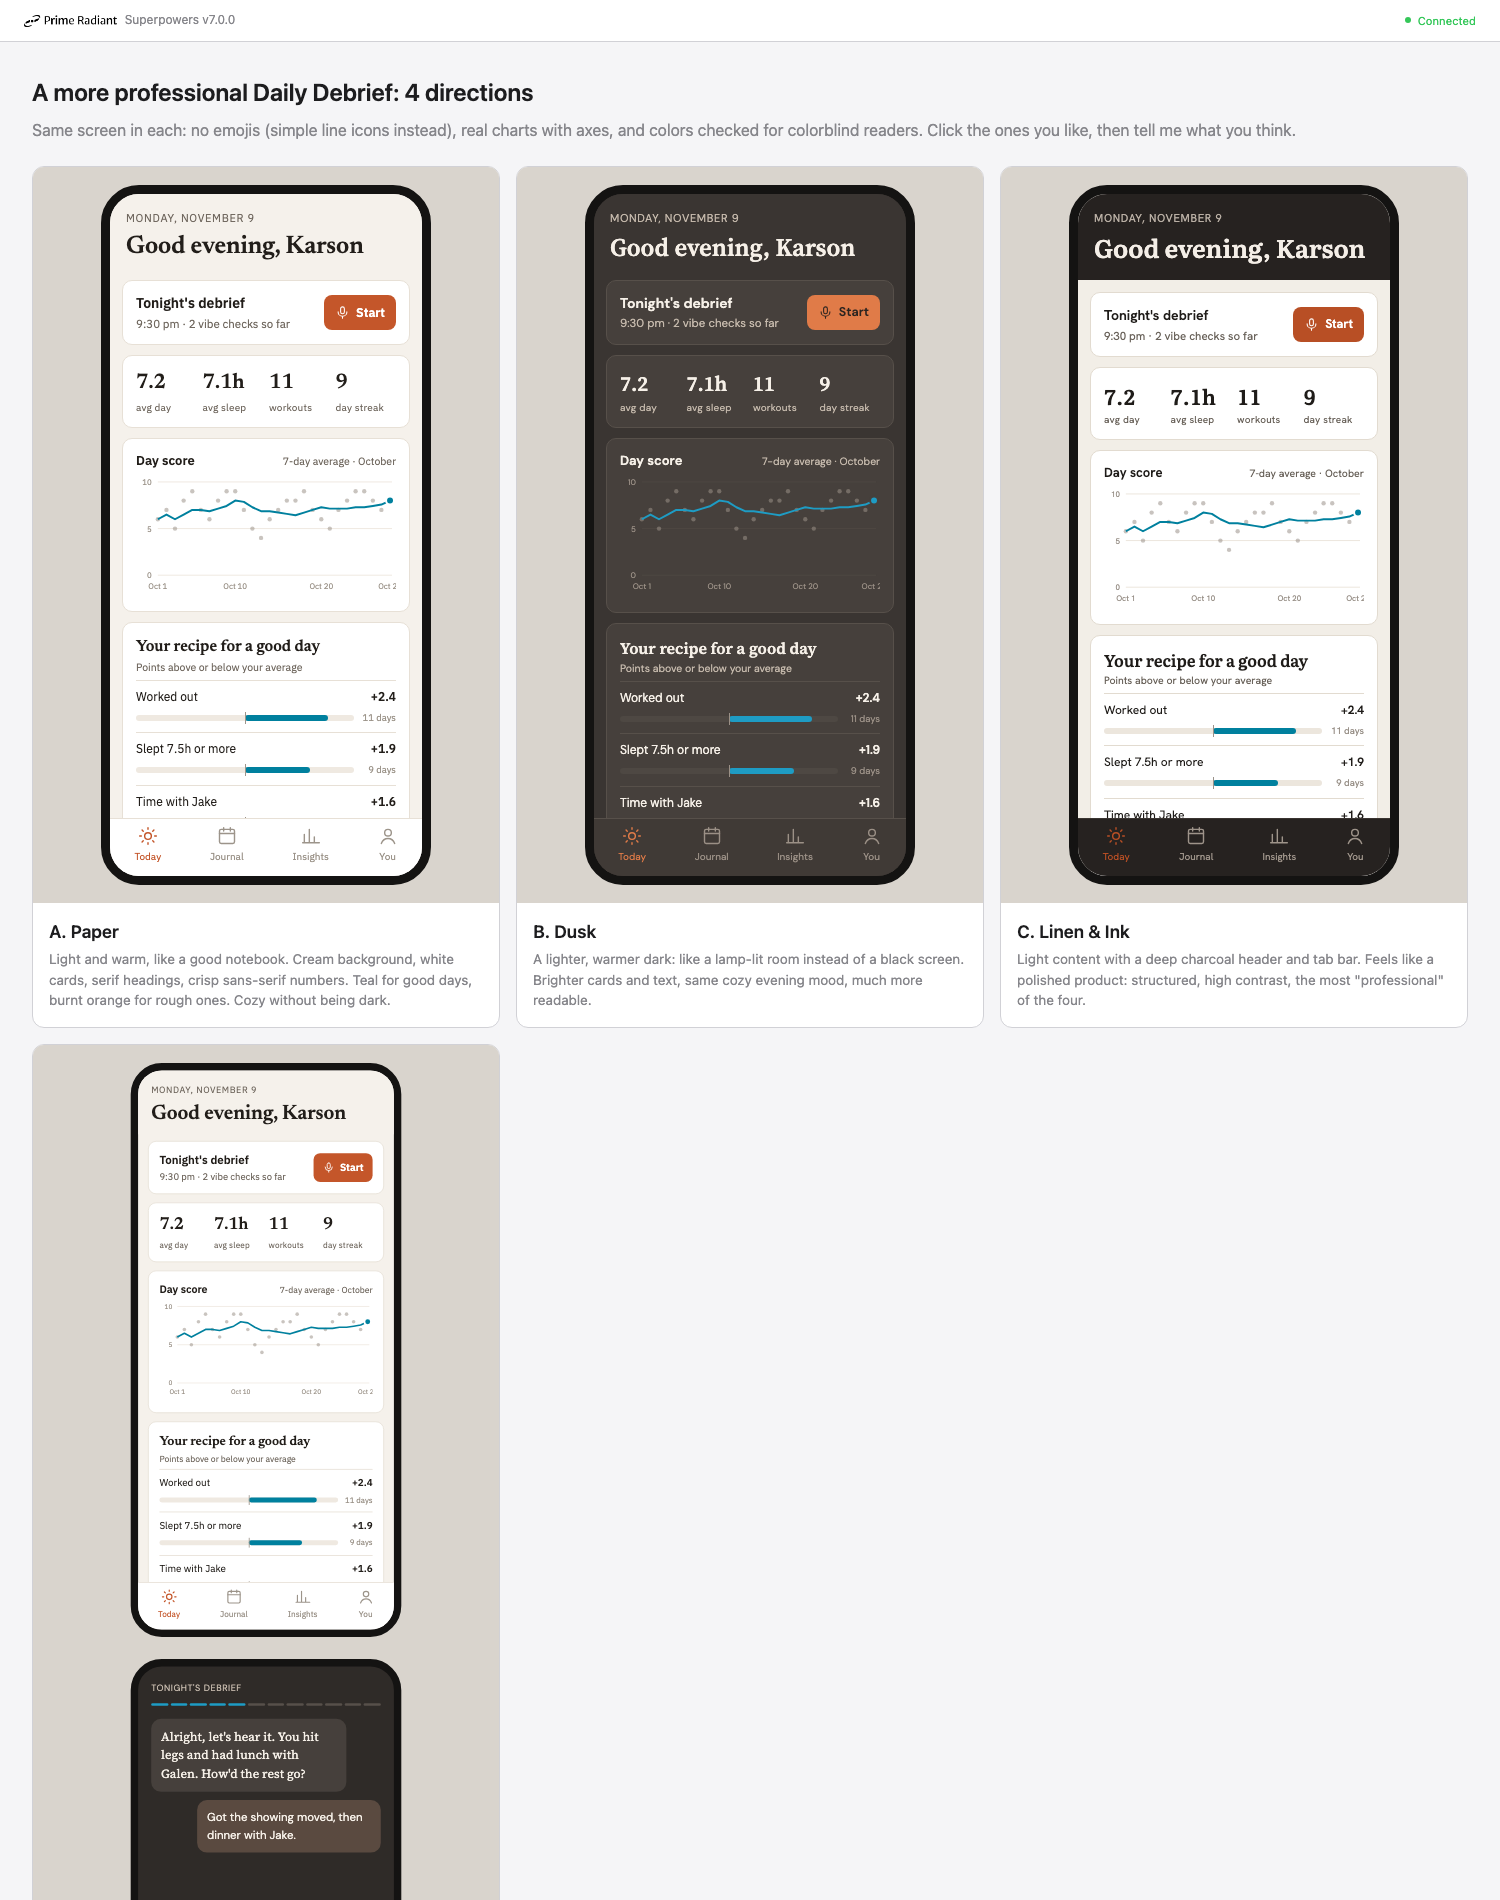 Prime Radiant Superpowers v7.0.0
Connected
A more professional Daily Debrief: 4 directions
Same screen in each: no emojis (simple line icons instead), real charts with axes, and colors checked for colorblind readers. Click the ones you like, then tell me what you think.
MONDAY, NOVEMBER 9
Good evening, Karson
Tonight's debrief
9:30 pm · 2 vibe checks so far
Start
7.2 7.1h 11 9
avg day avg sleep workouts day streak
Day score 7-day average · October
10
5
0
Oct 1 Oct 10 Oct 20 Oct 2
Your recipe for a good day
Points above or below your average
Worked out +2.4
11 days
Slept 7.5h or more +1.9
9 days
Time with Jake +1.6
Today Journal Insights You
A. Paper
Light and warm, like a good notebook. Cream background, white
cards, serif headings, crisp sans-serif numbers. Teal for good days,
burnt orange for rough ones. Cozy without being dark.
MONDAY, NOVEMBER 9
Good evening, Karson
Tonight's debrief
9:30 pm · 2 vibe checks so far
Start
7.2 7.1h 11 9
avg day avg sleep workouts day streak
Day score 7-day average · October
10
5
0
Oct 1 Oct 10 Oct 20 Oct 2
Your recipe for a good day
Points above or below your average
Worked out +2.4
11 days
Slept 7.5h or more +1.9
9 days
Time with Jake +1.6
Today Journal Insights You
B. Dusk
A lighter, warmer dark: like a lamp-lit room instead of a black screen.
Brighter cards and text, same cozy evening mood, much more
readable.
MONDAY, NOVEMBER 9
Good evening, Karson
Tonight's debrief
9:30 pm · 2 vibe checks so far
Start
7.2 7.1h 11 9
avg day avg sleep workouts day streak
Day score 7-day average · October
10
5
0
Oct 1 Oct 10 Oct 20 Oct 2
Your recipe for a good day
Points above or below your average
Worked out +2.4
11 days
Slept 7.5h or more +1.9
9 days
Time with Jake +1.6
Today Journal Insights You
C. Linen & Ink
Light content with a deep charcoal header and tab bar. Feels like a
polished product: structured, high contrast, the most "professional"
of the four.
MONDAY, NOVEMBER 9
Good evening, Karson
Tonight's debrief
9:30 pm · 2 vibe checks so far
Start
7.2 7.1h 11 9
avg day avg sleep workouts day streak
Day score 7-day average · October
10
5
0
Oct 1 Oct 10 Oct 20 Oct 2
Your recipe for a good day
Points above or below your average
Worked out +2.4
11 days
Slept 7.5h or more +1.9
9 days
Time with Jake +1.6
Today Journal Insights You
TONIGHT'S DEBRIEF
Alright, let's hear it. You hit
legs and had lunch with
Galen. How'd the rest go?
Got the showing moved, then
dinner with Jake.